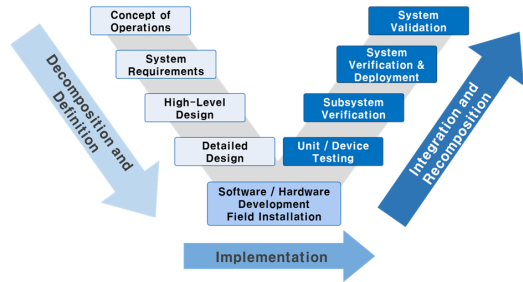 Concept of
Operations
System
Requirements
High-Level
Design
Detailed
Design
Software / Hardware
Development
Field Installation
Unit / Device
Testing
Subsystem
Verification
System
Verification &
Deployment
System
Validation
Decomposition and
Definition
Implementation
Integration and
Recomposition